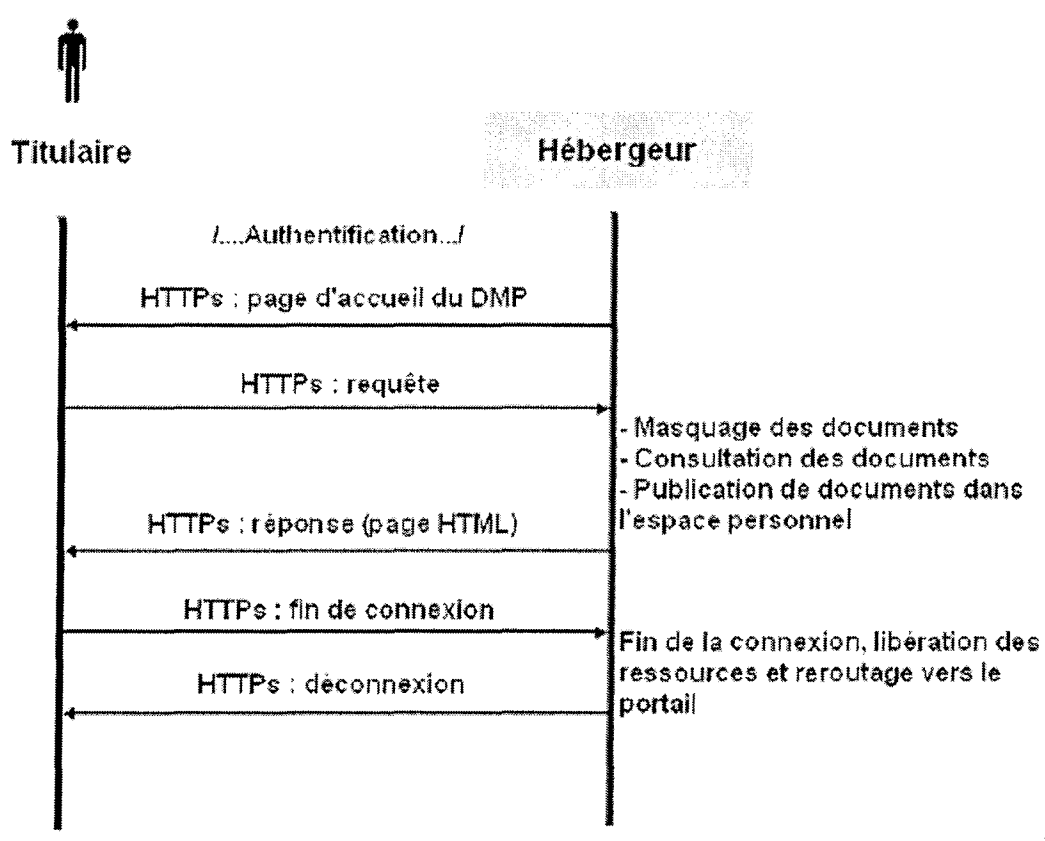 Titulaire
Hébergeur
/....Authentification.../
HTTPs : page d'accueil du DMP
HTTPs : requête
- Masquage des documents
- Consultation des documents
- Publication de documents dans
l'espace personnel
HTTPs : réponse (page HTML)
HTTPs : fin de connexion
Fin de la connexion, libération des
ressources et reroutage vers le
portail
HTTPs : déconnexion